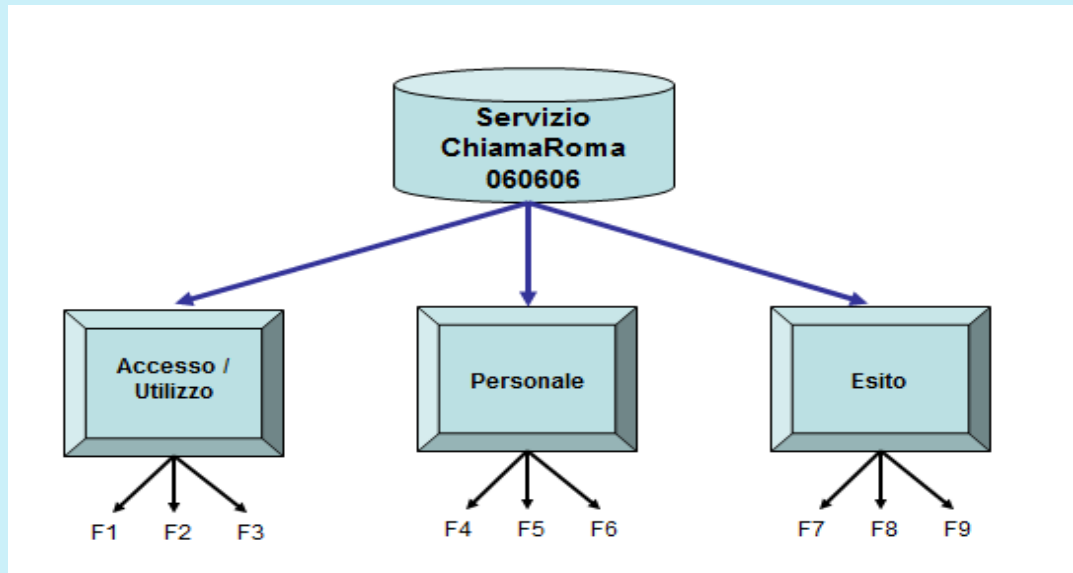 Servizio
ChiamaRoma
060606
Accesso /
Utilizzo
Personale
Esito
F1 F2 F3 F4 F5 F6 F7 F8 F9